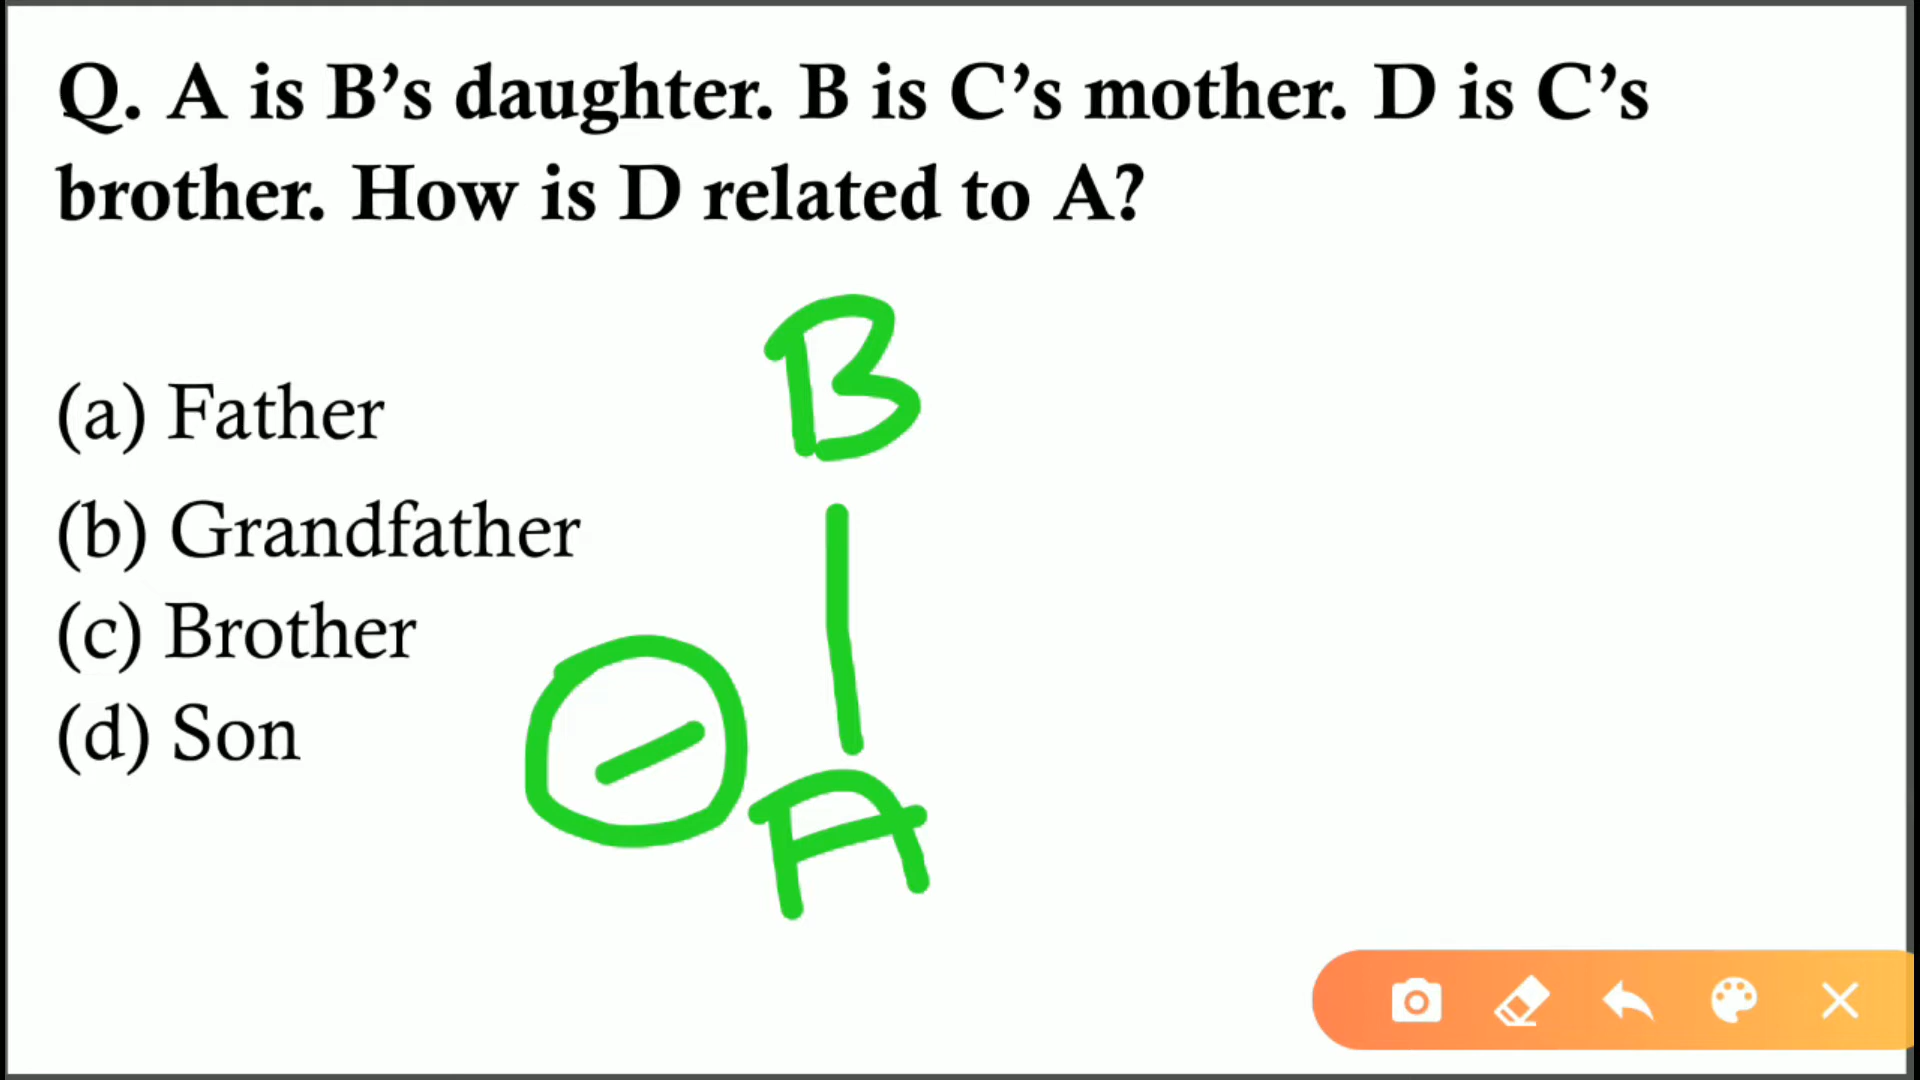 Q. A is B’s daughter. B is C’s mother. D is C’s
brother. How is D related to A?
(a) Father
(b) Grandfather
(c) Brother
(d) Son
B
A